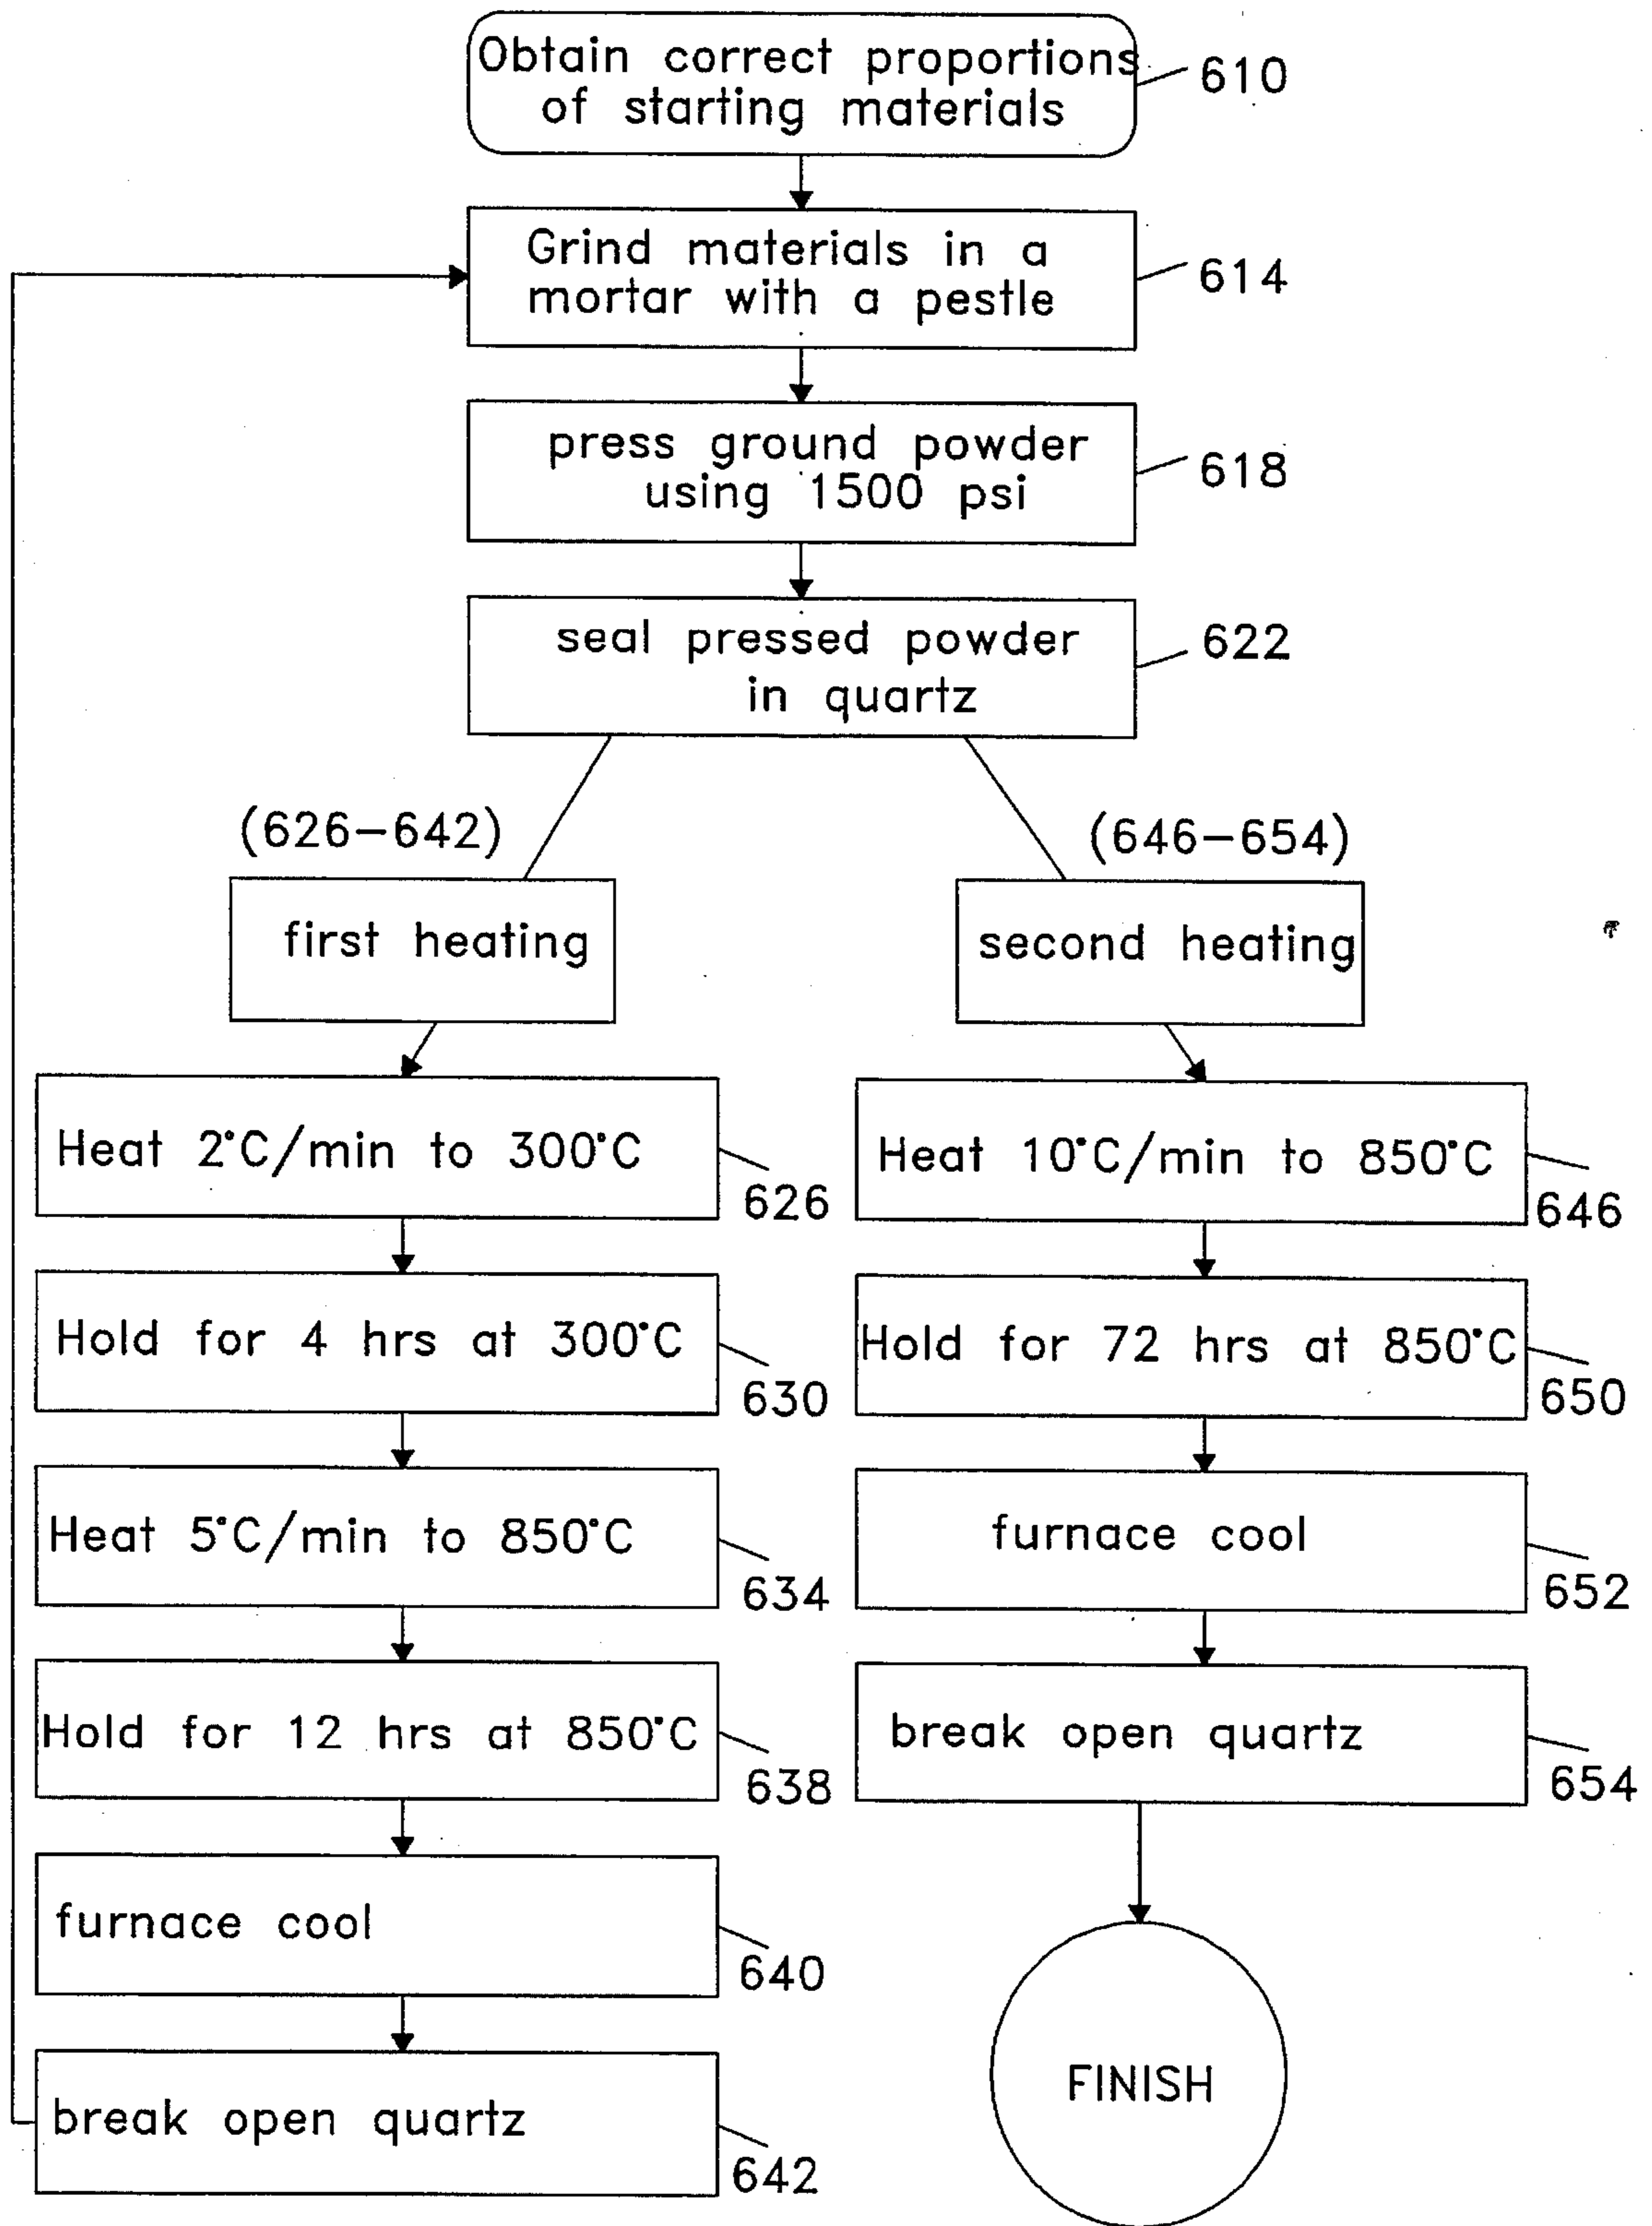 Obtain correct proportions
of starting materials
610
Grind materials in a
mortar with a pestle
614
press ground powder
using 1500 psi
618
seal pressed powder
in quartz
622
(626-642)
first heating
Heat 2°C/min to 300°C
626
Hold for 4 hrs at 300°C
630
Heat 5°C/min to 850°C
634
Hold for 12 hrs at 850°C
638
furnace cool
640
break open quartz
642
(646-654)
second heating
Heat 10°C/min to 850°C
646
Hold for 72 hrs at 850°C
650
furnace cool
652
break open quartz
654
FINISH